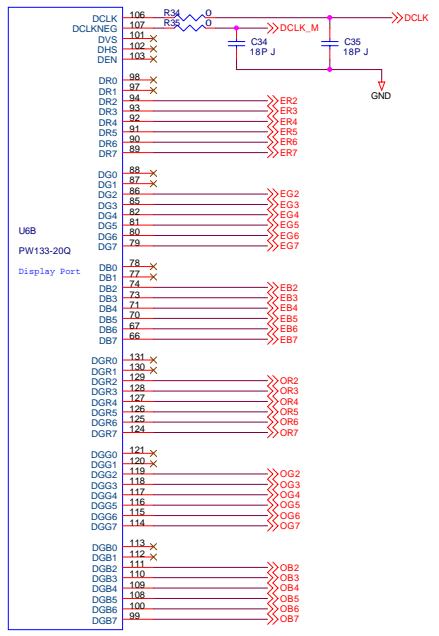 DCLK 106 R34 0 DCLK
DCLKNEG 107 R35 0 DCLK_M
DVS 101
DHS 102
DEN 103
C34 18P J
C35 18P J
GND
DR0 98
DR1 97
DR2 94 ER2
DR3 93 ER3
DR4 92 ER4
DR5 91 ER5
DR6 90 ER6
DR7 89 ER7
DG0 88
DG1 87
DG2 86 EG2
DG3 85 EG3
DG4 82 EG4
DG5 81 EG5
DG6 80 EG6
DG7 79 EG7
U6B
PW133-20Q
Display Port
DB0 78
DB1 77
DB2 74 EB2
DB3 73 EB3
DB4 71 EB4
DB5 70 EB5
DB6 67 EB6
DB7 66 EB7
DGR0 131
DGR1 130
DGR2 129 OR2
DGR3 128 OR3
DGR4 127 OR4
DGR5 126 OR5
DGR6 125 OR6
DGR7 124 OR7
DGG0 121
DGG1 120
DGG2 119 OG2
DGG3 118 OG3
DGG4 117 OG4
DGG5 116 OG5
DGG6 115 OG6
DGG7 114 OG7
DGB0 113
DGB1 112
DGB2 111 OB2
DGB3 110 OB3
DGB4 109 OB4
DGB5 108 OB5
DGB6 100 OB6
DGB7 99 OB7